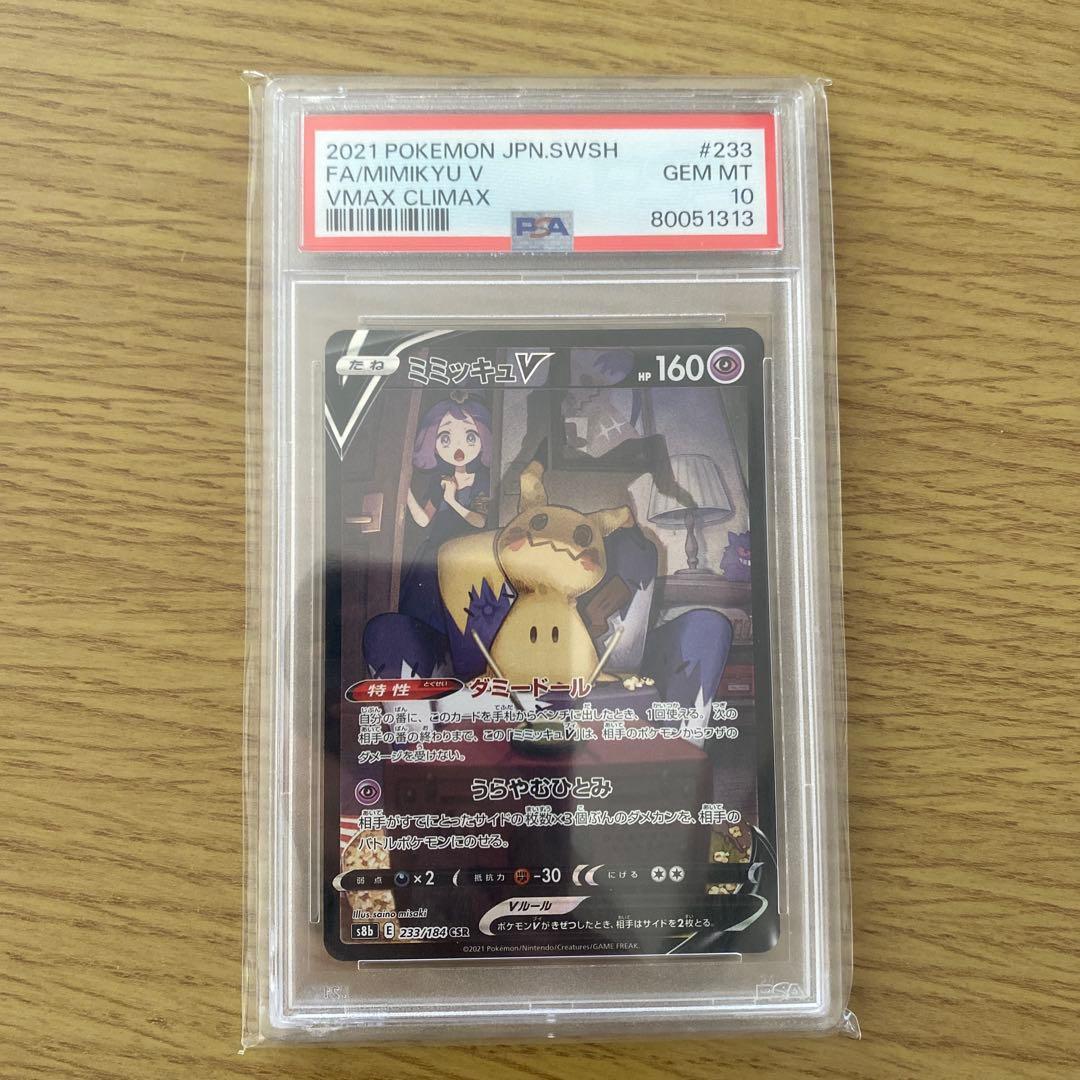 2021 POKEMON JPN.SWSH #233
FA/MIMIKYU V GEM MT
VMAX CLIMAX 10
PSA 80051313
たね ミミッキュV HP 160
特性 とくせい ダミードール
自分の番に、このカードを手札からベンチに出したとき、1回使える。次の
相手の番の終わりまで、この「ミミッキュV」は、相手のポケモンからワザの
ダメージを受けない。
うらやむひとみ
相手がすでにとったサイドの枚数×3個ぶんのダメカンを、相手の
バトルポケモンにのせる。
弱点 ×2 抵抗力 -30 にげる
Illus. saino misaki Vルール
ポケモンVがきぜつしたとき、相手はサイドを2枚とる。
s8b E 233/184 CSR
©2021 Pokémon/Nintendo/Creatures/GAME FREAK.
PSA